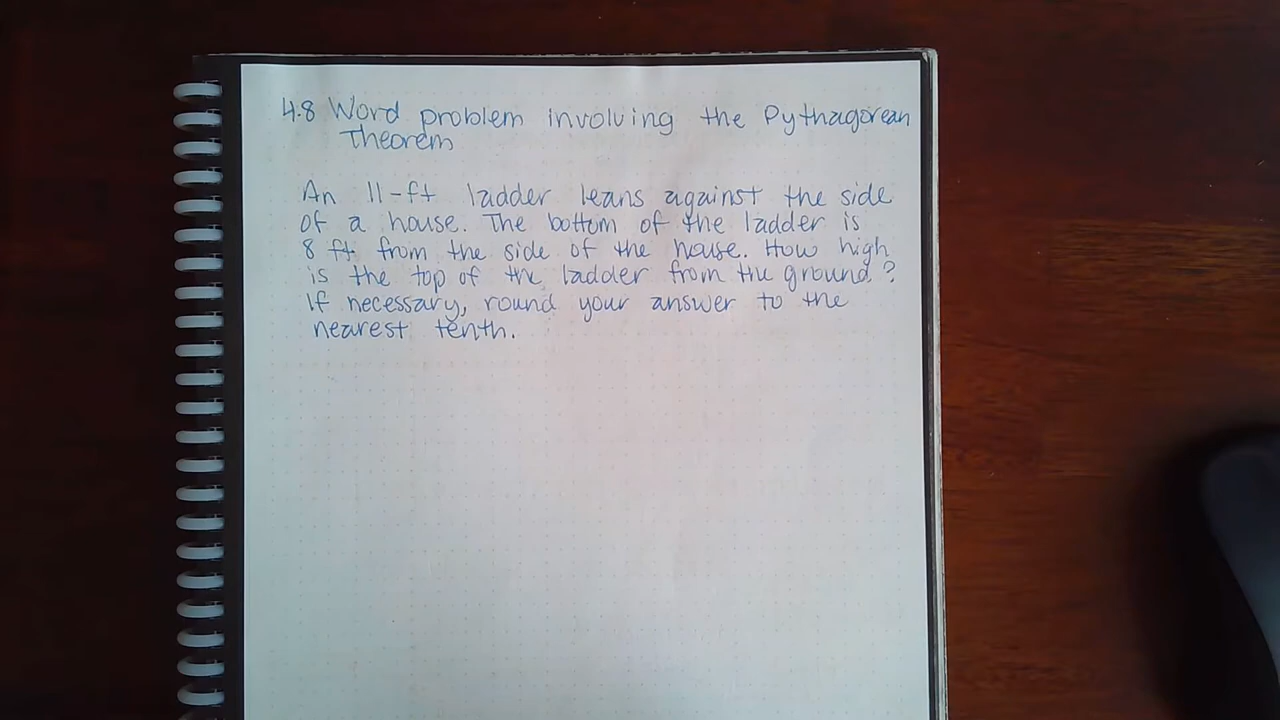 4.8 Word problem involving the Pythagorean
Theorem
An 11-ft ladder leans against the side
of a house. The bottom of the ladder is
8 ft from the side of the house. How high
is the top of the ladder from the ground?
If necessary, round your answer to the
nearest tenth.